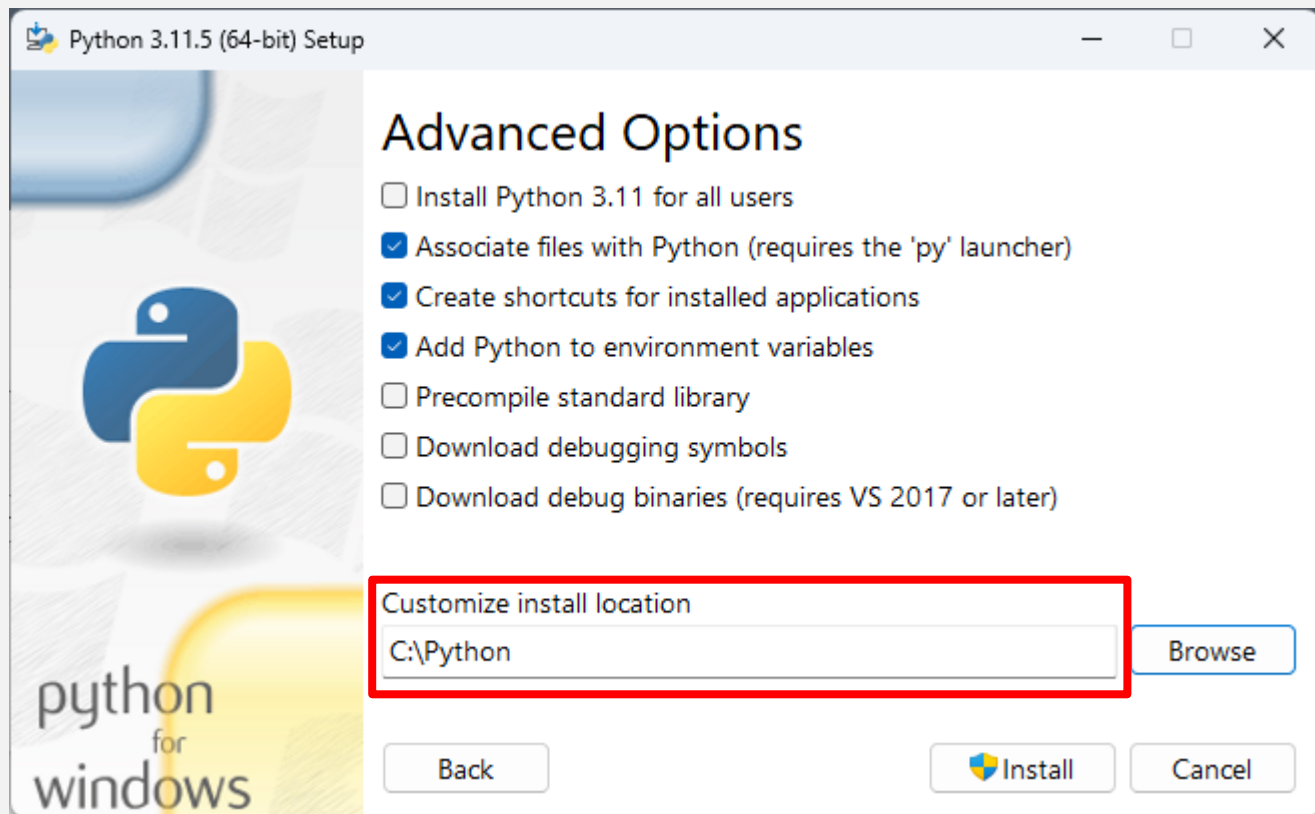 Python 3.11.5 (64-bit) Setup
Advanced Options
Install Python 3.11 for all users
Associate files with Python (requires the 'py' launcher)
Create shortcuts for installed applications
Add Python to environment variables
Precompile standard library
Download debugging symbols
Download debug binaries (requires VS 2017 or later)
Customize install location
C:\Python
Browse
python
for
windows
Back
Install
Cancel